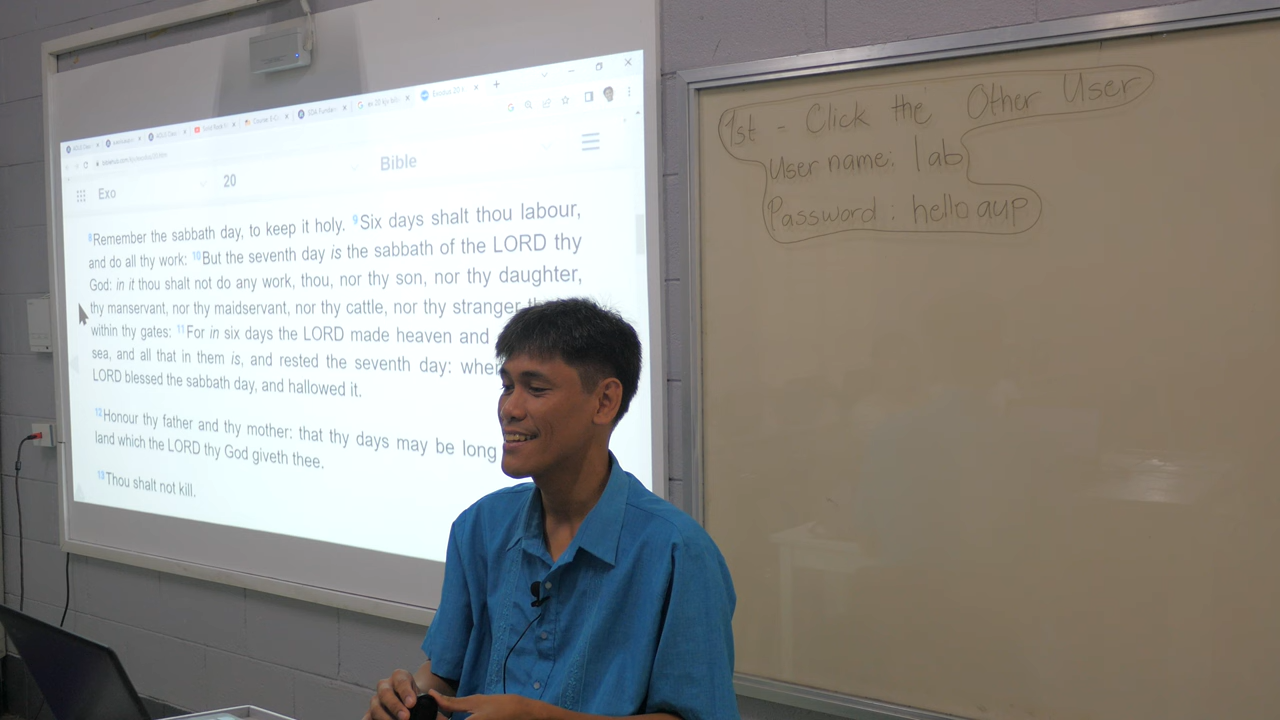 Exo
20
Bible
8Remember the sabbath day, to keep it holy. 9Six days shalt thou labour,
and do all thy work: 10But the seventh day is the sabbath of the LORD thy
God: in it thou shalt not do any work, thou, nor thy son, nor thy daughter,
thy manservant, nor thy maidservant, nor thy cattle, nor thy stranger
within thy gates: 11For in six days the LORD made heaven and
sea, and all that in them is, and rested the seventh day:
LORD blessed the sabbath day, and hallowed it.
12Honour thy father and thy mother: that thy days may be long
land which the LORD thy God giveth thee.
13Thou shalt not kill.
1st - Click the Other User
User name: lab
Password: helloaup